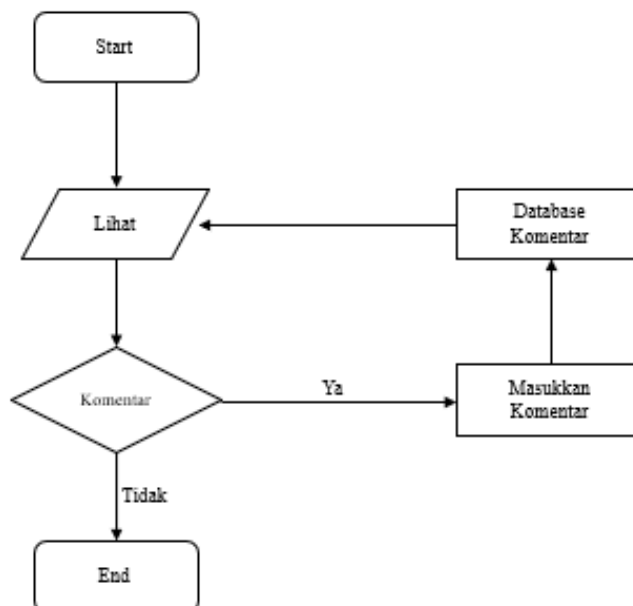 Start
Lihat
Database
Komentar
Komentar
Ya
Masukkan
Komentar
Tidak
End